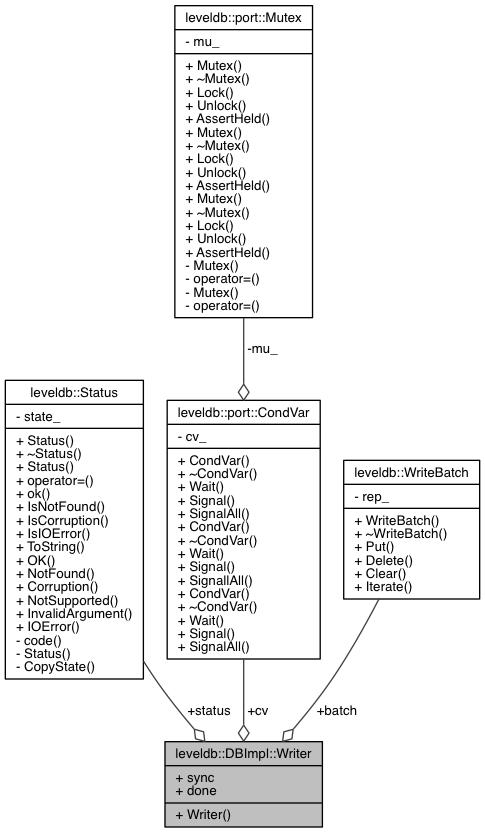 leveldb::port::Mutex
- mu_
+ Mutex()
+ ~Mutex()
+ Lock()
+ Unlock()
+ AssertHeld()
+ Mutex()
+ ~Mutex()
+ Lock()
+ Unlock()
+ AssertHeld()
+ Mutex()
+ ~Mutex()
+ Lock()
+ Unlock()
+ AssertHeld()
- Mutex()
- operator=()
- Mutex()
- operator=()
-mu_
leveldb::Status
- state_
+ Status()
+ ~Status()
+ Status()
+ operator=()
+ ok()
+ IsNotFound()
+ IsCorruption()
+ IsIOError()
+ ToString()
+ OK()
+ NotFound()
+ Corruption()
+ NotSupported()
+ InvalidArgument()
+ IOError()
- code()
- Status()
- CopyState()
leveldb::port::CondVar
- cv_
+ CondVar()
+ ~CondVar()
+ Wait()
+ Signal()
+ SignalAll()
+ CondVar()
+ ~CondVar()
+ Wait()
+ Signal()
+ SignallAll()
+ CondVar()
+ ~CondVar()
+ Wait()
+ Signal()
+ SignalAll()
leveldb::WriteBatch
- rep_
+ WriteBatch()
+ ~WriteBatch()
+ Put()
+ Delete()
+ Clear()
+ Iterate()
+status
+cv
+batch
leveldb::DBImpl::Writer
+ sync
+ done
+ Writer()